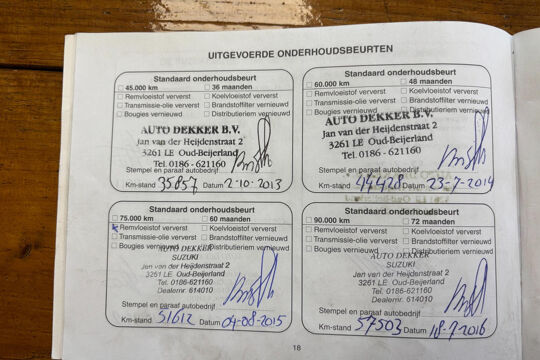 UITGEVOERDE ONDERHOUDSBEURTEN
Standaard onderhoudsbeurt
45.000 km 36 maanden
Remvloeistof ververst Koelvloeistof ververst
Transmissie-olie ververst Brandstoffilter vernieuwd
Bougies vernieuwd Distributieriem vernieuwd
AUTO DEKKER B.V.
Jan van der Heijdenstraat 2
3261 LE Oud-Beijerland
Tel. 0186 - 621160
Stempel en paraaf autobedrijf
Km-stand 35857 Datum 2-10-2013
Standaard onderhoudsbeurt
60.000 km 48 maanden
Remvloeistof ververst Koelvloeistof ververst
Transmissie-olie ververst Brandstoffilter vernieuwd
Bougies vernieuwd Distributieriem vernieuwd
AUTO DEKKER B.V.
Jan van der Heijdenstraat 2
3261 LE Oud-Beijerland
Tel. 0186 - 621160
Stempel en paraaf autobedrijf
Km-stand 44428 Datum 23-7-2014
Standaard onderhoudsbeurt
75.000 km 60 maanden
Remvloeistof ververst Koelvloeistof ververst
Transmissie-olie ververst Brandstoffilter vernieuwd
Bougies vernieuwd Distributieriem vernieuwd
AUTO DEKKER
SUZUKI
Jan van der Heijdenstraat 2
3261 LE Oud-Beijerland
Tel. 0186-621160
Dealernr. 614010
Stempel en paraaf autobedrijf
Km-stand 51612 Datum 04-08-2015
Standaard onderhoudsbeurt
90.000 km 72 maanden
Remvloeistof ververst Koelvloeistof ververst
Transmissie-olie ververst Brandstoffilter vernieuwd
Bougies vernieuwd Distributieriem vernieuwd
AUTO DEKKER
SUZUKI
Jan van der Heijdenstraat 2
3261 LE Oud-Beijerland
Tel. 0186-621160
Dealernr. 614010
Stempel en paraaf autobedrijf
Km-stand 57503 Datum 18-7-2016
18